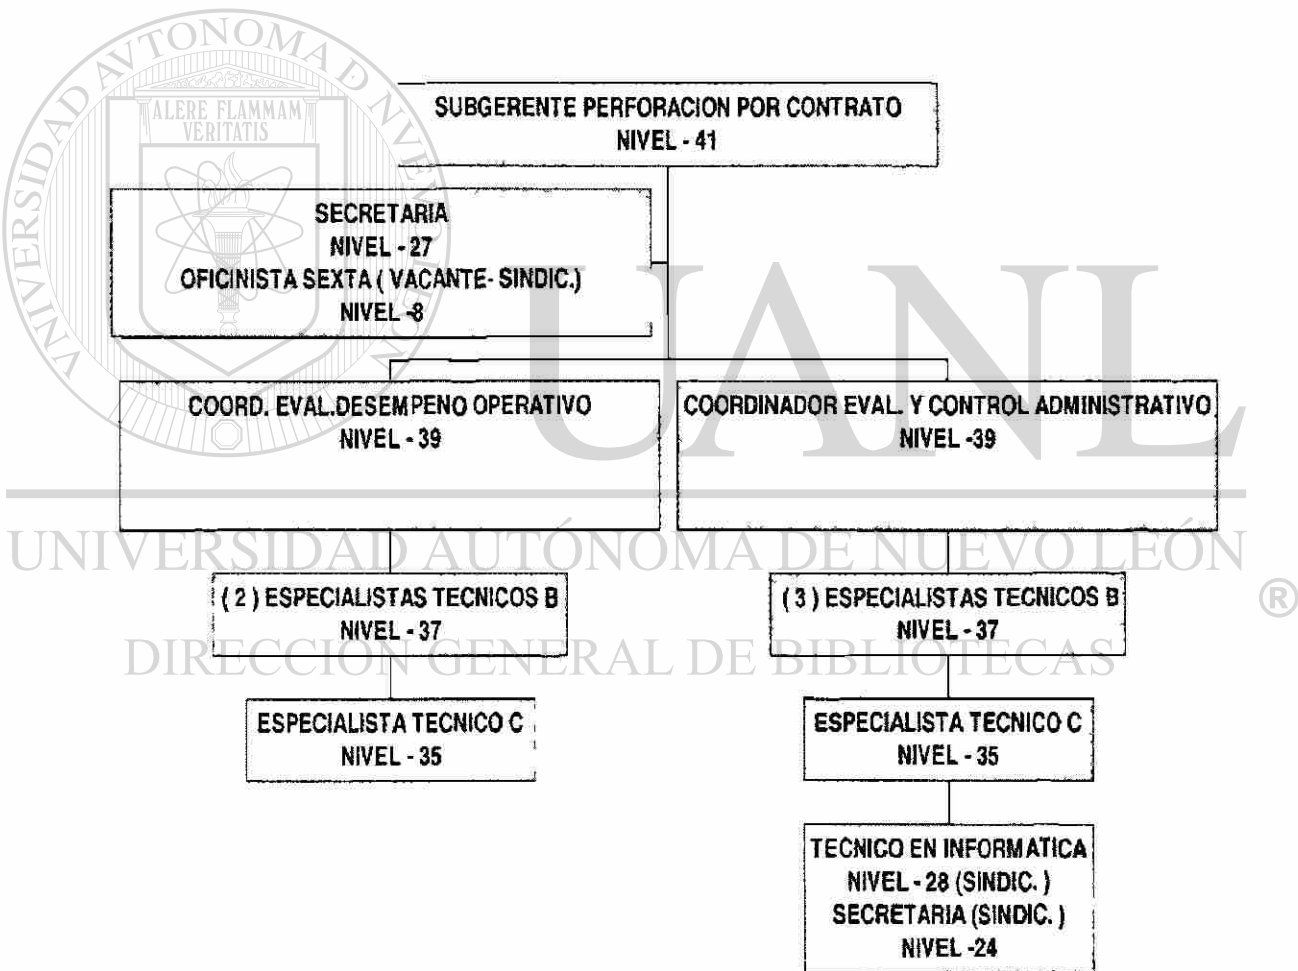 SUBGERENTE PERFORACION POR CONTRATO
NIVEL - 41
SECRETARIA
NIVEL - 27
OFICINISTA SEXTA ( VACANTE- SINDIC.)
NIVEL -8
COORD. EVAL.DESEMPENO OPERATIVO
NIVEL - 39
COORDINADOR EVAL. Y CONTROL ADMINISTRATIVO
NIVEL -39
( 2 ) ESPECIALISTAS TECNICOS B
NIVEL - 37
( 3 ) ESPECIALISTAS TECNICOS B
NIVEL - 37
ESPECIALISTA TECNICO C
NIVEL - 35
ESPECIALISTA TECNICO C
NIVEL - 35
TECNICO EN INFORMATICA
NIVEL - 28 (SINDIC. )
SECRETARIA (SINDIC. )
NIVEL -24
ALERE FLAMMAM
VERITATIS
UANL
UNIVERSIDAD AUTÓNOMA DE NUEVO LEÓN
®
DIRECCIÓN GENERAL DE BIBLIOTECAS